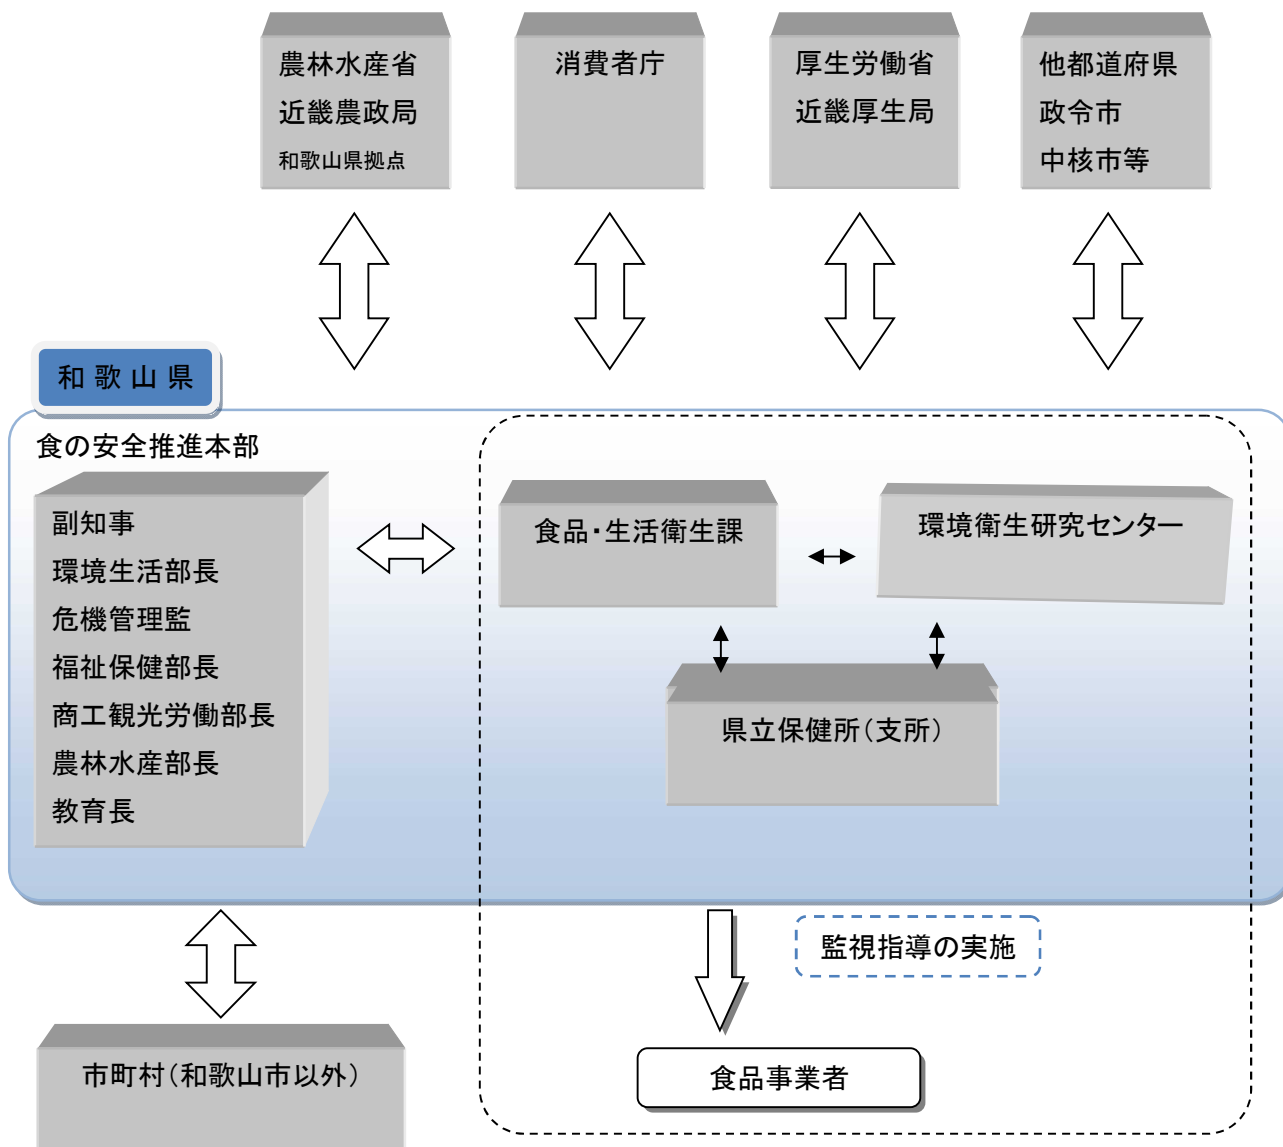 農林水産省
近畿農政局
和歌山県拠点
消費者庁
厚生労働省
近畿厚生局
他都道府県
政令市
中核市等
和歌山県
食の安全推進本部
副知事
環境生活部長
危機管理監
福祉保健部長
商工観光労働部長
農林水産部長
教育長
食品・生活衛生課
環境衛生研究センター
県立保健所（支所）
監視指導の実施
市町村（和歌山市以外）
食品事業者